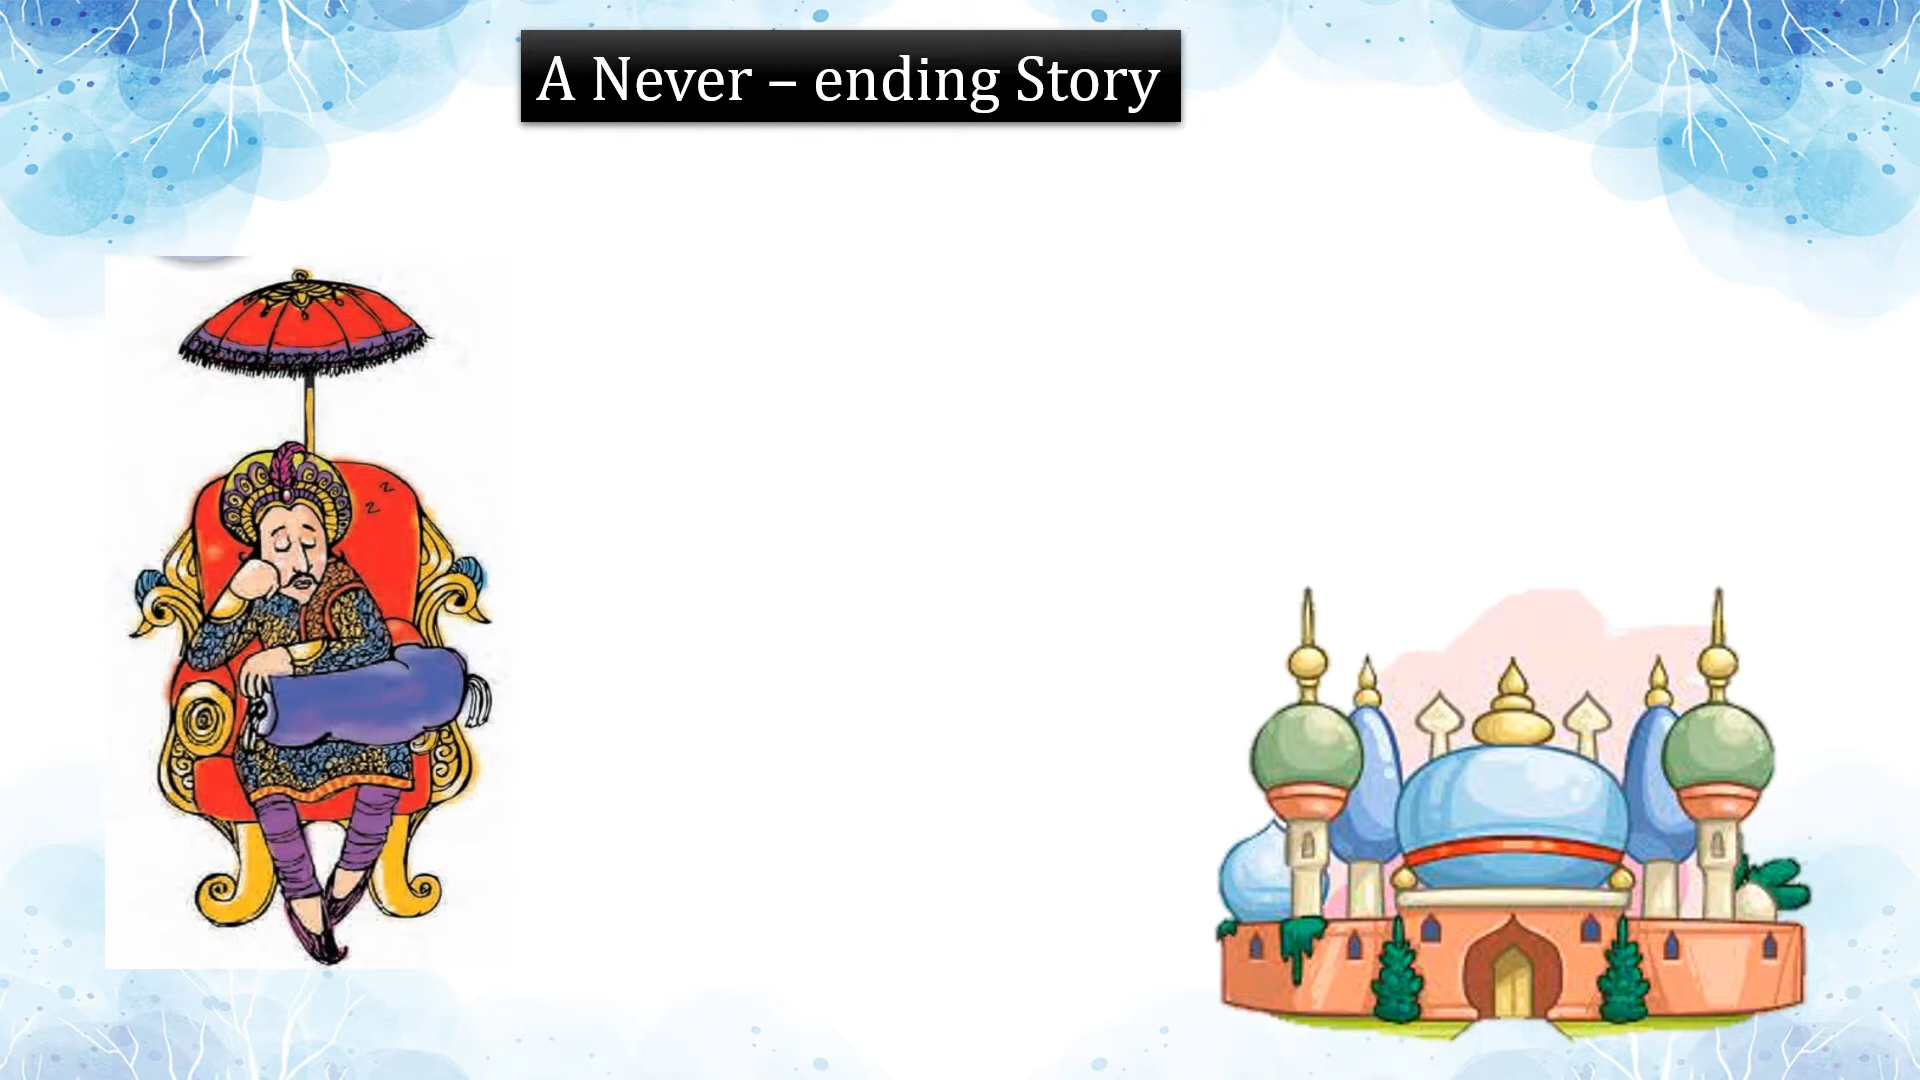 A Never – ending Story
z
z